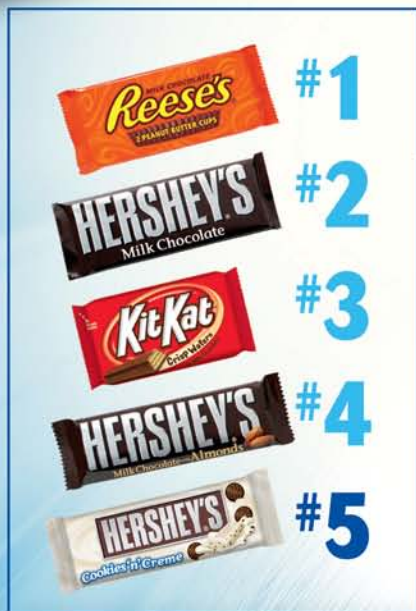 MILK CHOCOLATE
Reese's
2 PEANUT BUTTER CUPS
#1
HERSHEY'S
Milk Chocolate
#2
Kit Kat
Crisp Wafers
#3
HERSHEY'S
Milk Chocolate with Almonds
#4
HERSHEY'S
Cookies 'n' Creme
#5